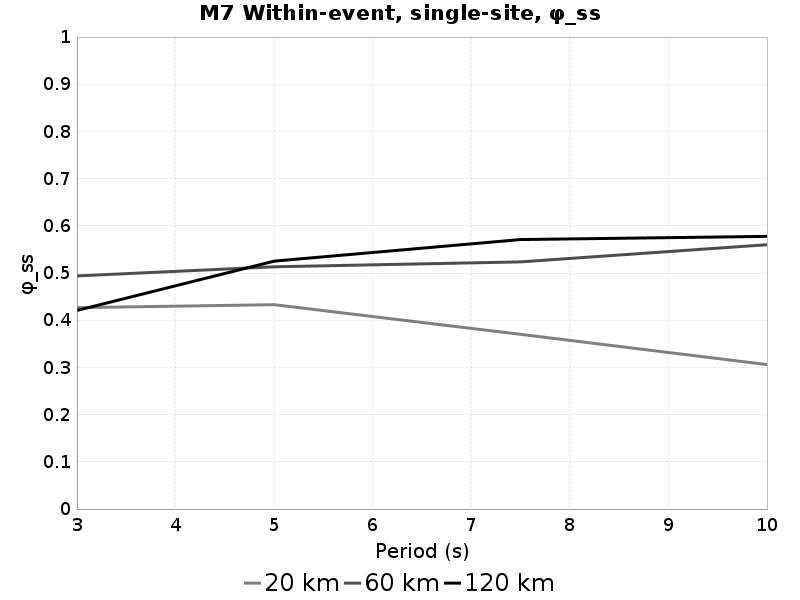 M7 Within-event, single-site, φ_ss
1
0.9
0.8
0.7
0.6
0.5
0.4
0.3
0.2
0.1
0
φ_ss
3 4 5 6 7 8 9 10
Period (s)
20 km 60 km 120 km